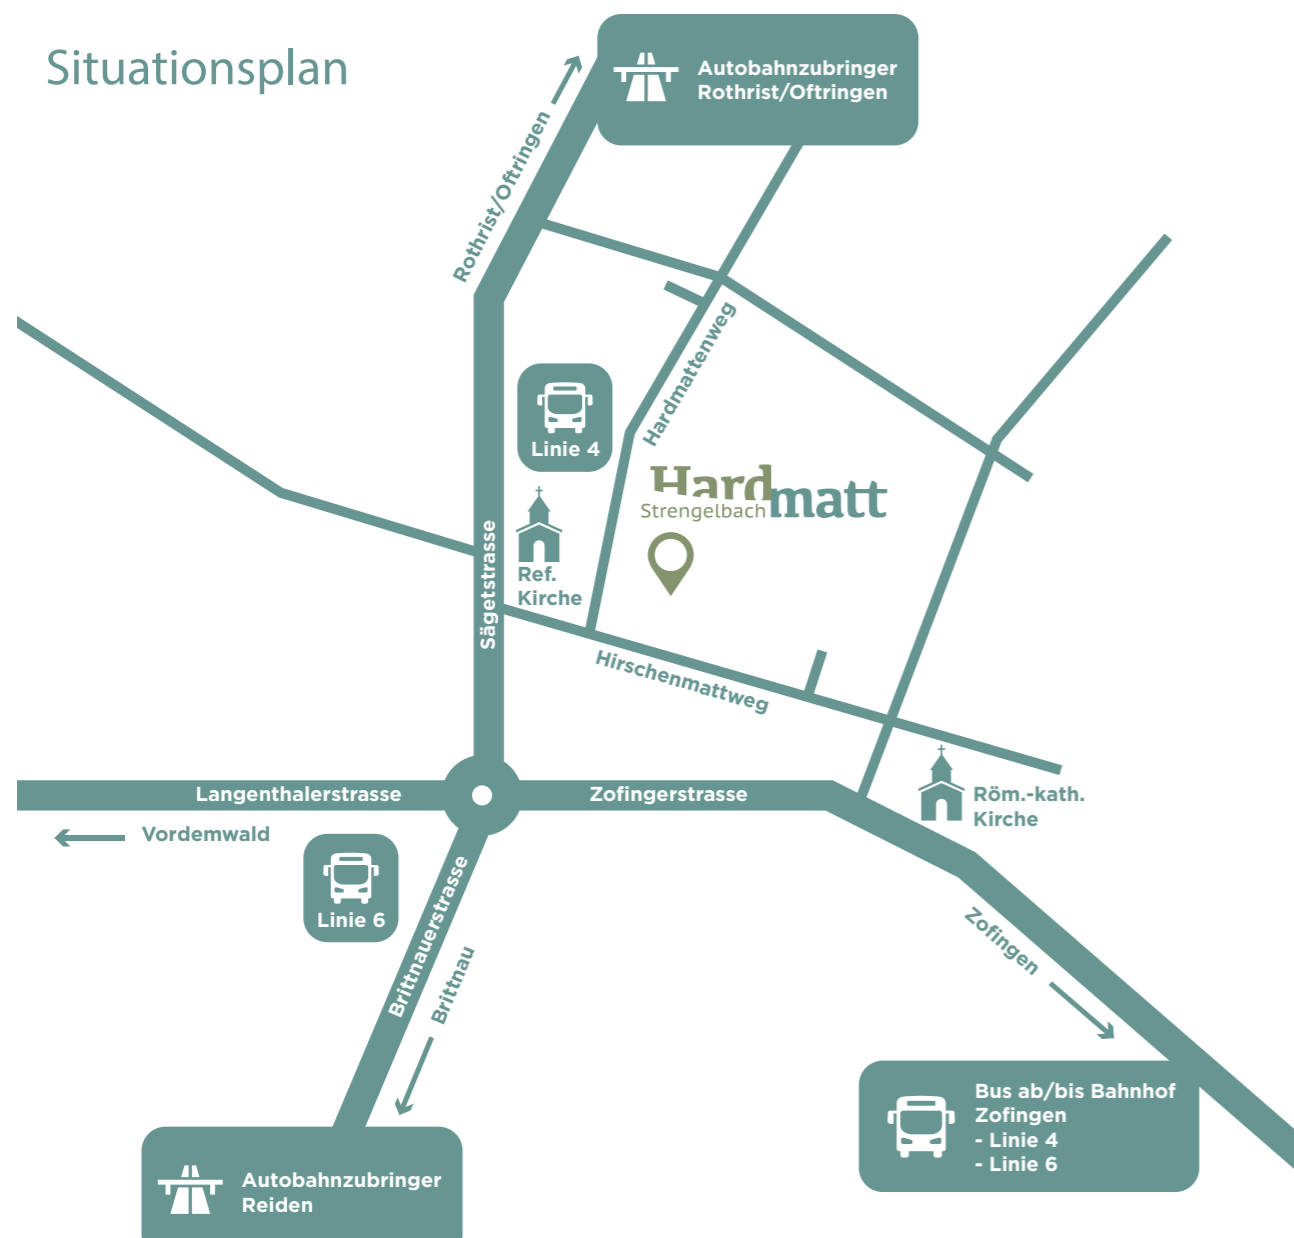 Situationsplan
Autobahnzubringer
Rothrist/Oftringen
Rothrist/Oftringen
Hardmattenweg
Linie 4
Hardmatt
Strengelbach
Ref.
Kirche
Sägetstrasse
Hirschenmattweg
Langenthalerstrasse
Zofingerstrasse
Röm.-kath.
Kirche
Vordemwald
Linie 6
Brittnauerstrasse
Brittnau
Zofingen
Bus ab/bis Bahnhof
Zofingen
- Linie 4
- Linie 6
Autobahnzubringer
Reiden